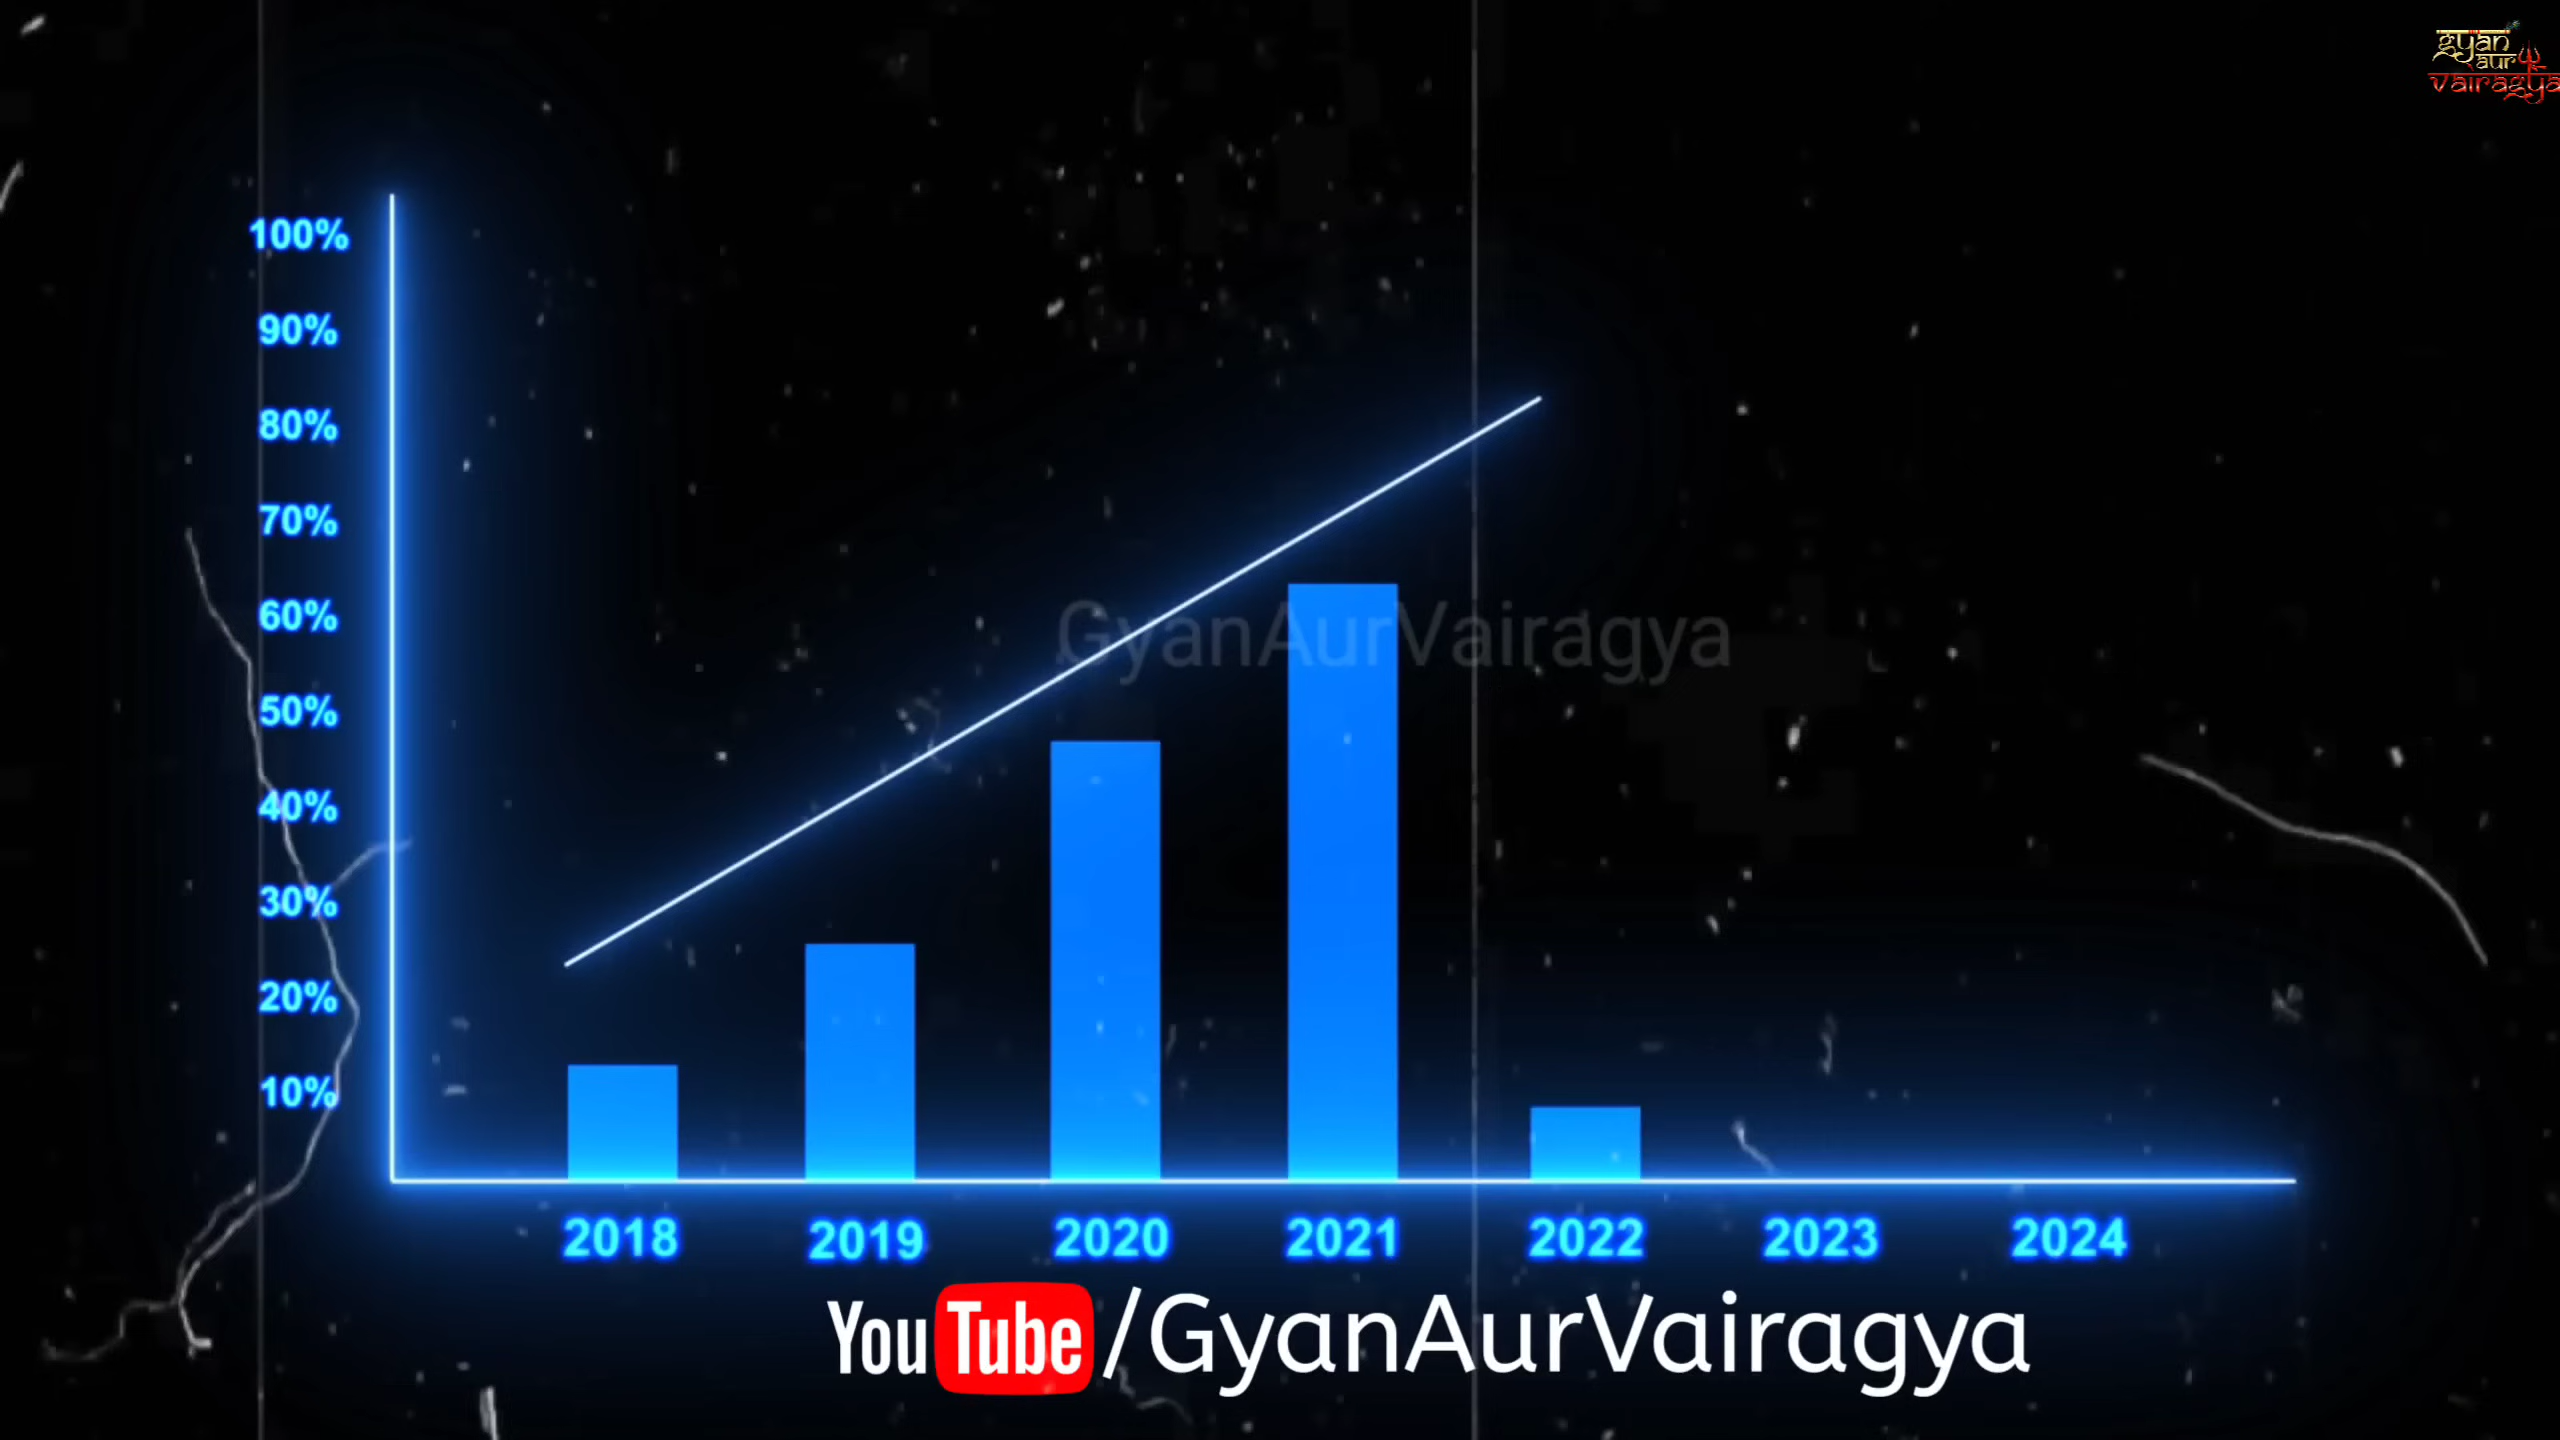 gyan
aur
vairagya
100%
90%
80%
70%
60%
GyanAurVairagya
50%
40%
30%
20%
10%
2018 2019 2020 2021 2022 2023 2024
YouTube/GyanAurVairagya